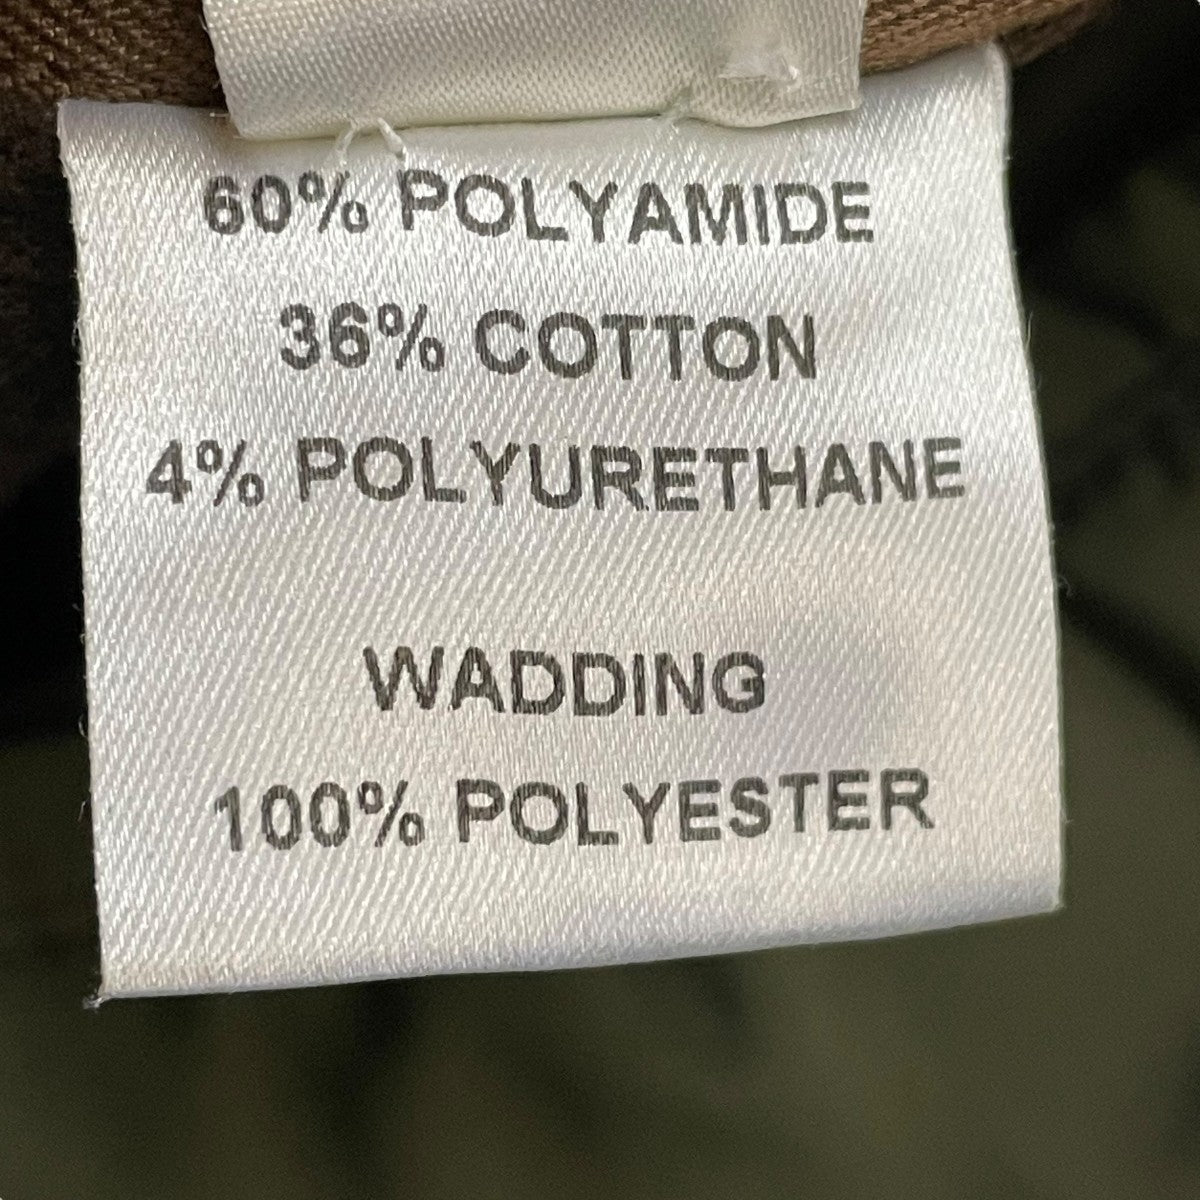 60% POLYAMIDE
36% COTTON
4% POLYURETHANE
WADDING
100% POLYESTER